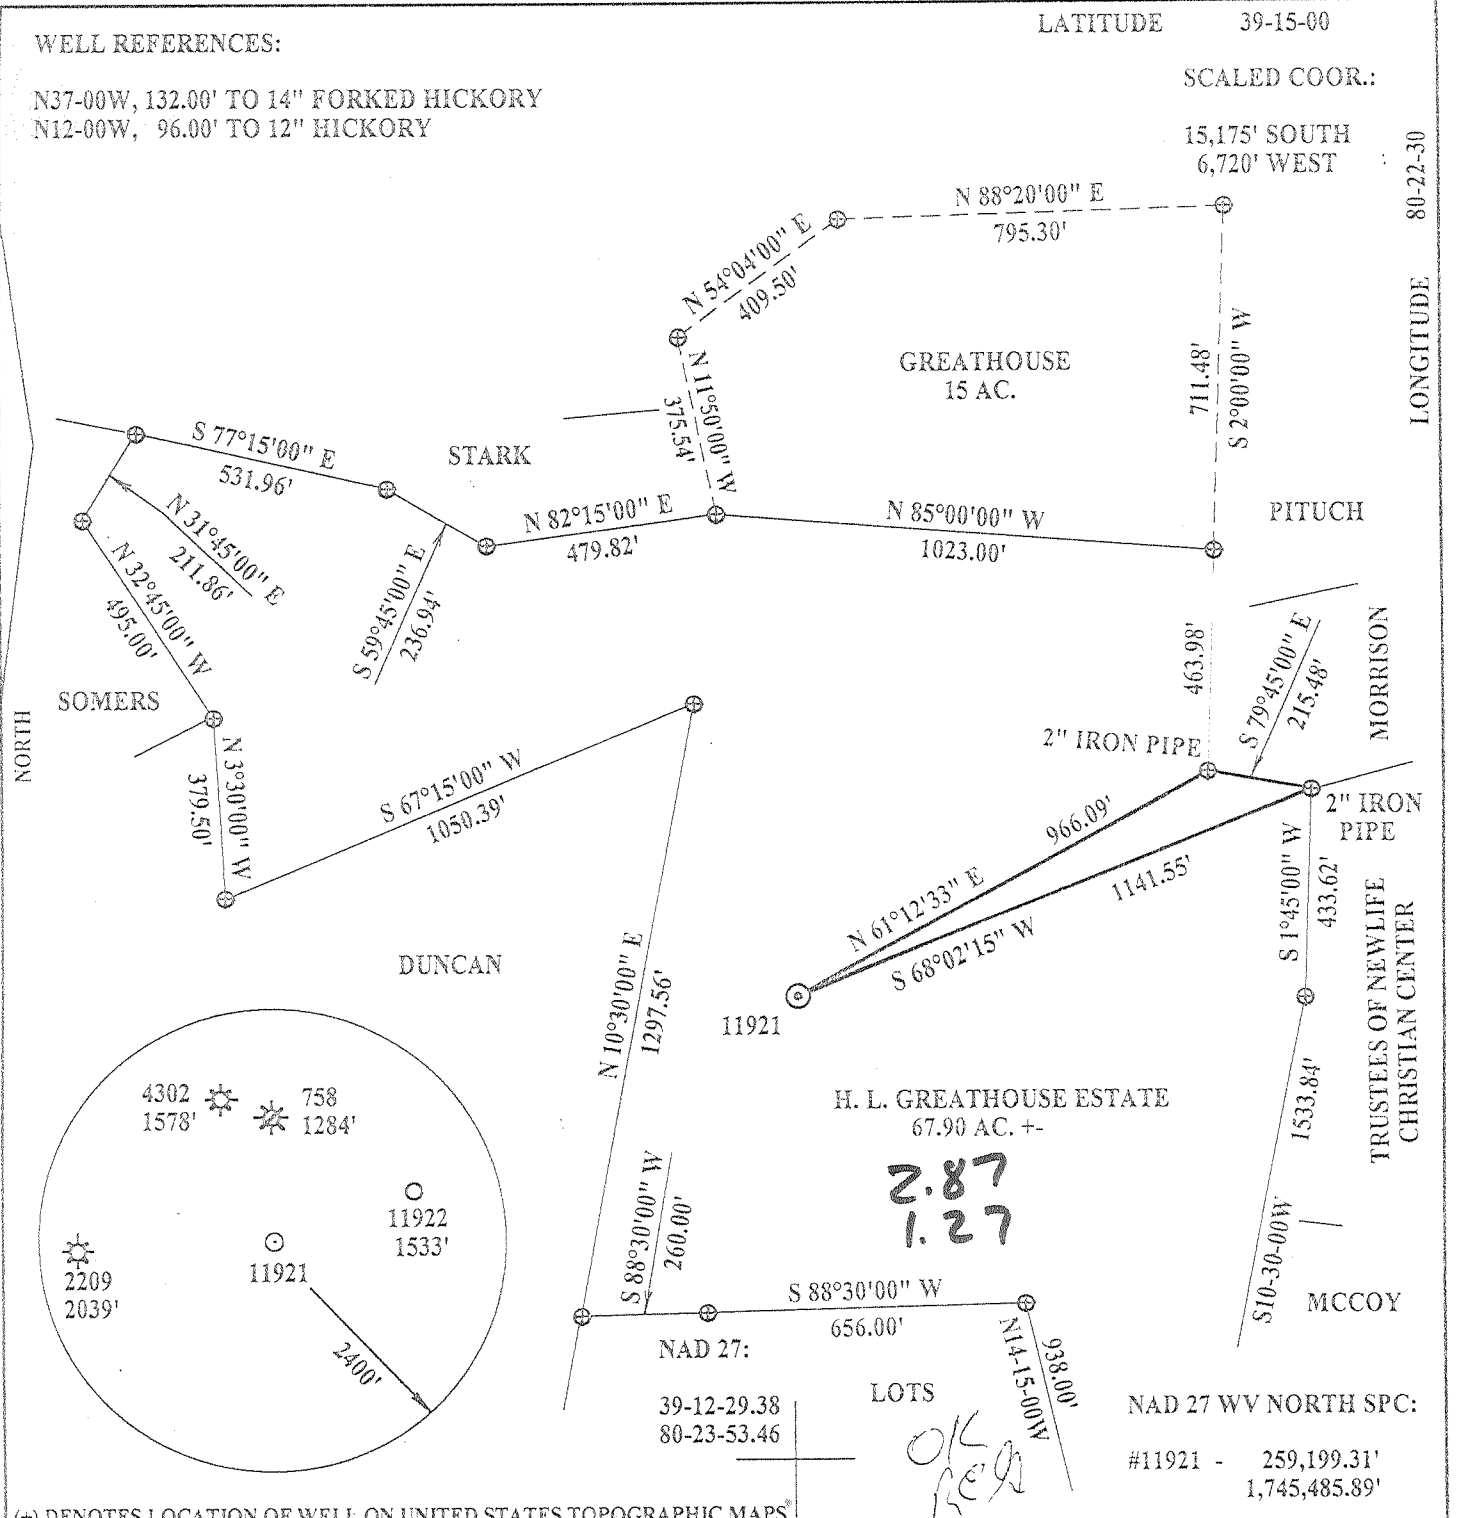 LATITUDE 39-15-00
WELL REFERENCES:
SCALED COOR.:
N37-00W, 132.00' TO 14" FORKED HICKORY
N12-00W, 96.00' TO 12" HICKORY
15,175' SOUTH
6,720' WEST
80-22-30
LONGITUDE
N 88°20'00" E
795.30'
N 54°04'00" E
409.50'
GREATHOUSE
15 AC.
711.48'
S 2°00'00" W
N 11°50'00" W
375.54'
S 77°15'00" E
531.96'
STARK
N 82°15'00" E
479.82'
N 85°00'00" W
1023.00'
PITUCH
N 31°45'00" E
211.86'
N 32°45'00" W
495.00'
S 59°45'00" E
236.94'
463.98'
S 79°45'00" E
215.48'
MORRISON
SOMERS
NORTH
2" IRON PIPE
2" IRON
PIPE
N 3°30'00" W
379.50'
S 67°15'00" W
1050.39'
966.09'
N 61°12'33" E
1141.55'
S 68°02'15" W
S 1°45'00" W
433.62'
TRUSTEES OF NEWLIFE
CHRISTIAN CENTER
DUNCAN
N 10°30'00" E
1297.56'
11921
1533.84'
S10-30-00W
H. L. GREATHOUSE ESTATE
67.90 AC. +-
2.87
1.27
4302
1578'
758
1284'
11922
1533'
11921
2209
2039'
2400'
S 88°30'00" W
260.00'
S 88°30'00" W
656.00'
MCCOY
NAD 27:
39-12-29.38
80-23-53.46
LOTS
938.00'
N14-15-00W
OK
NAD 27 WV NORTH SPC:
#11921 - 259,199.31'
1,745,485.89'
(+) DENOTES LOCATION OF WELL ON UNITED STATES TOPOGRAPHIC MAPS